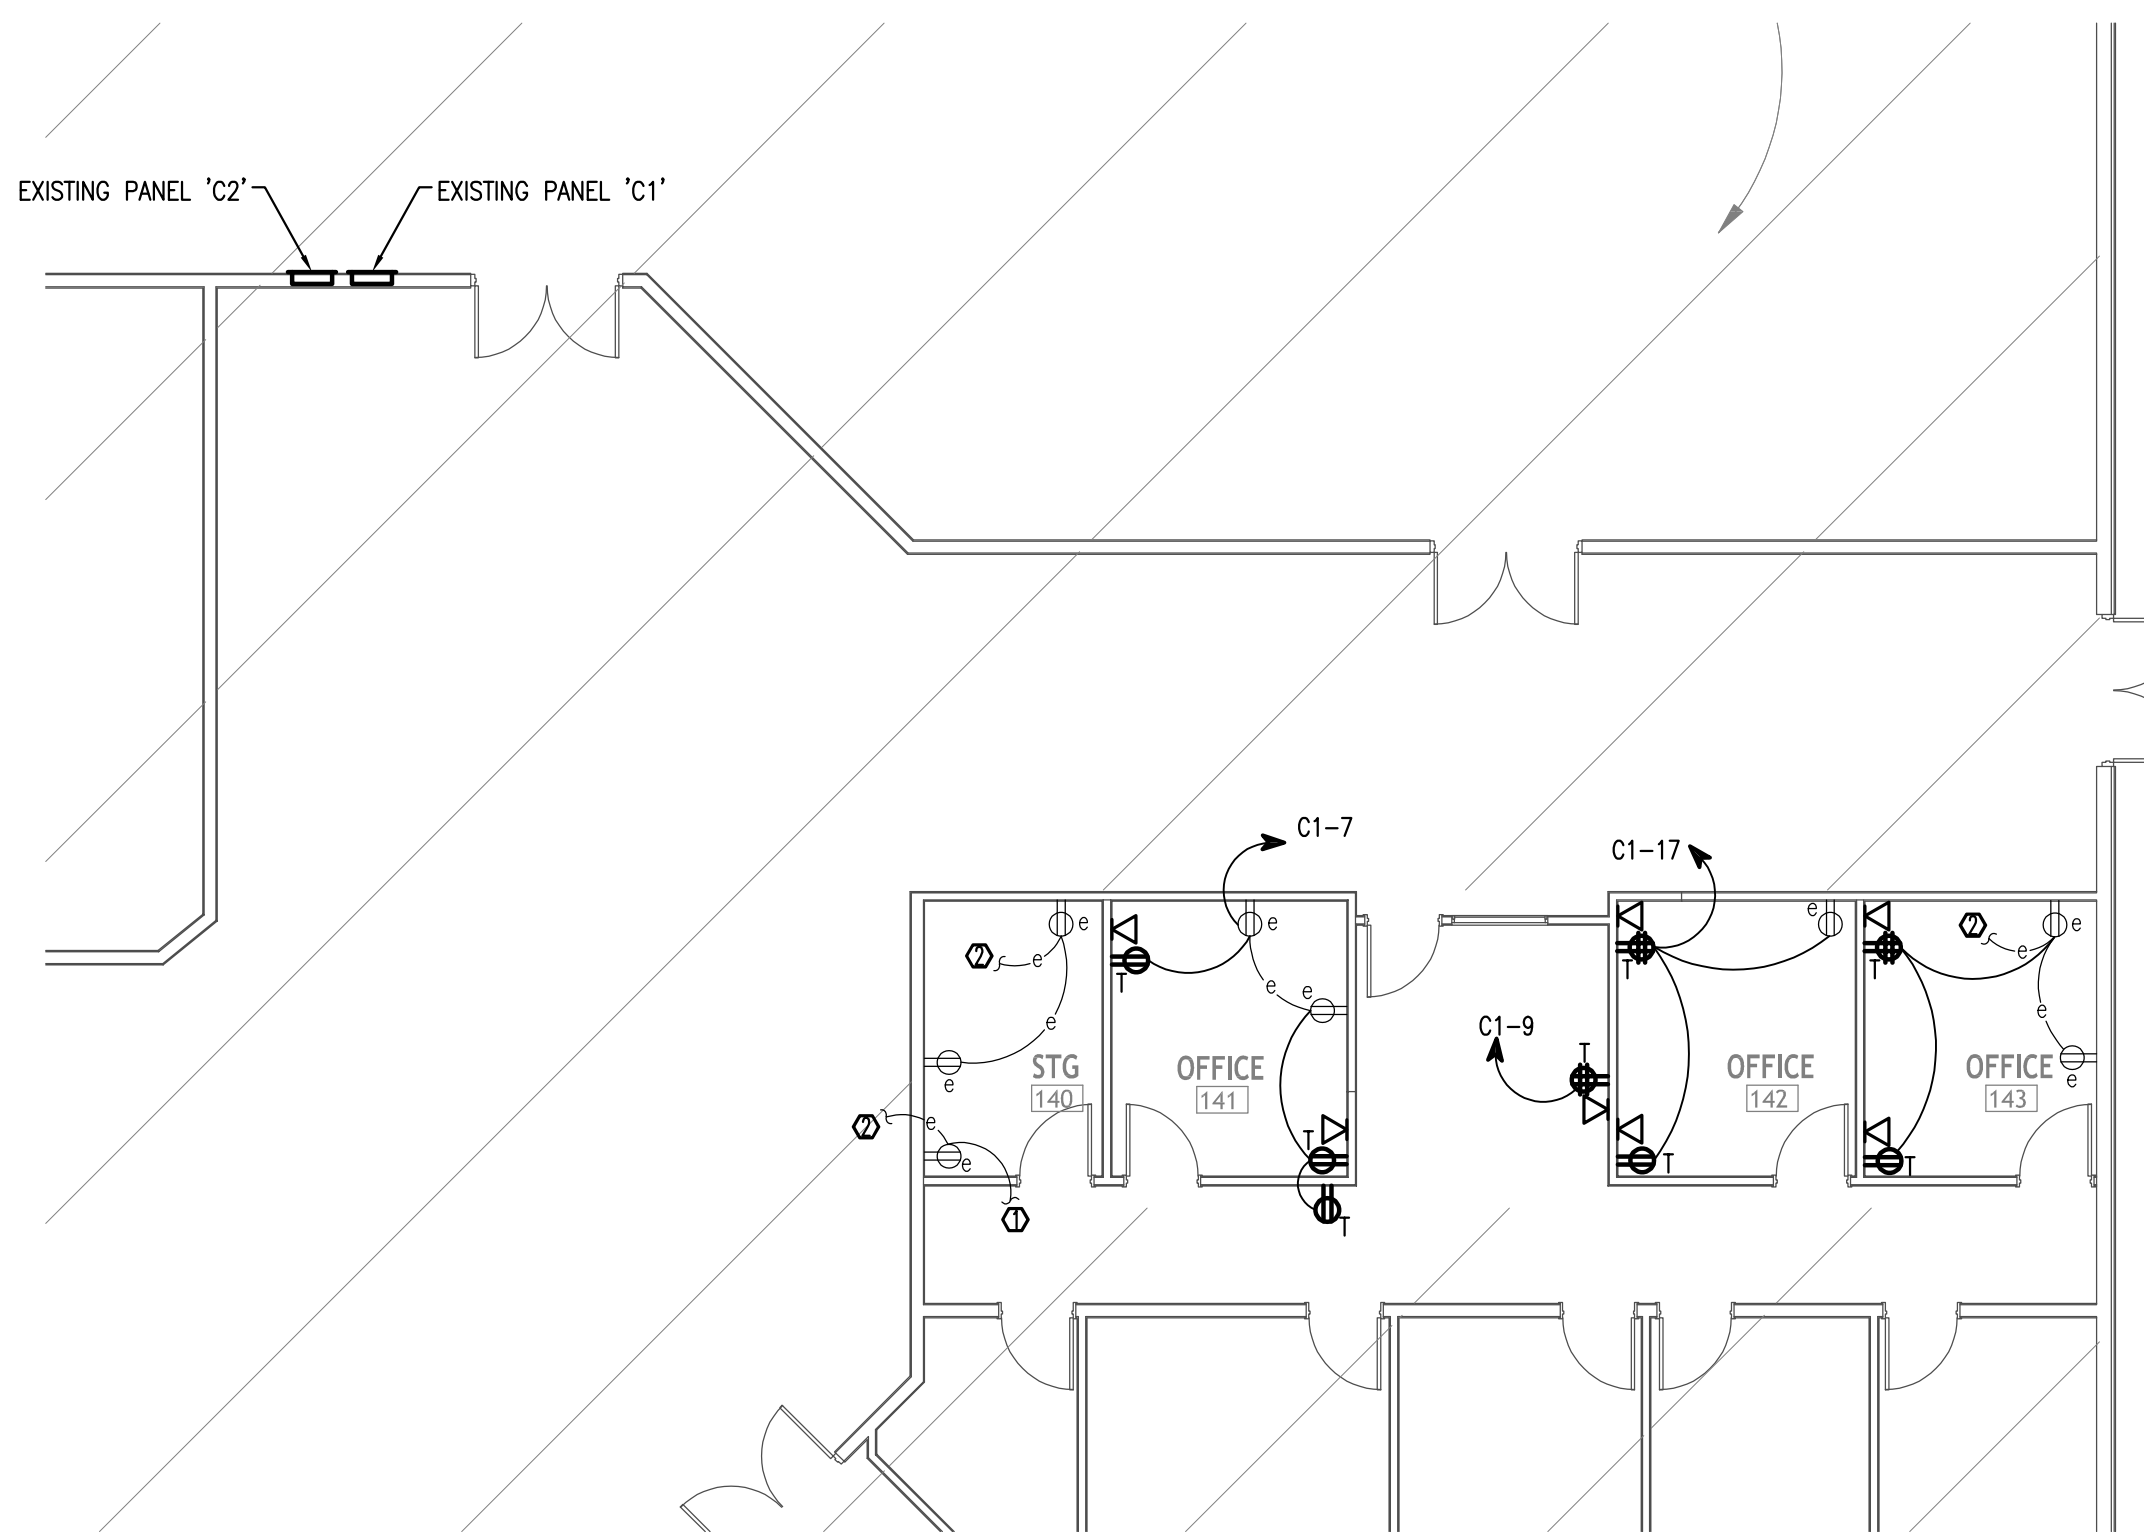 EXISTING PANEL 'C2' EXISTING PANEL 'C1'
C1-7
C1-17
e e e 2 e
2 e e
T T T
e e
e C1-9 e
T
STG OFFICE OFFICE OFFICE
e e
140 141 142 143
2 e
T
e T T
1 T